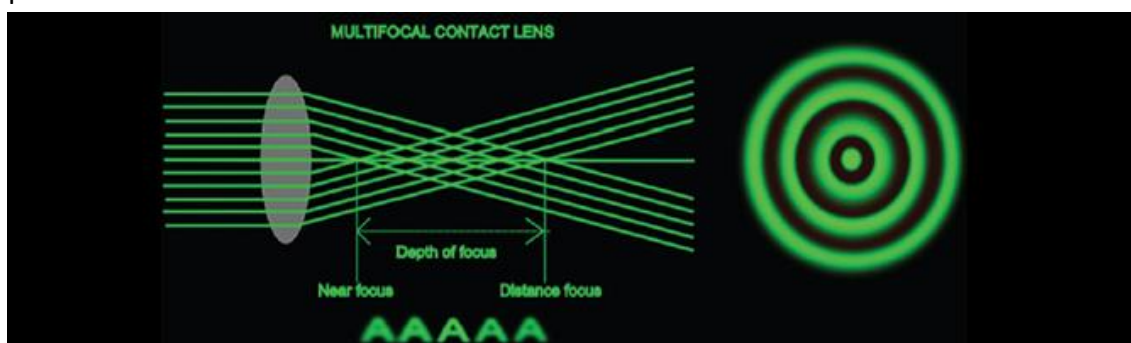 MULTIFOCAL CONTACT LENS
Depth of focus
Near focus Distance focus
AAAAA